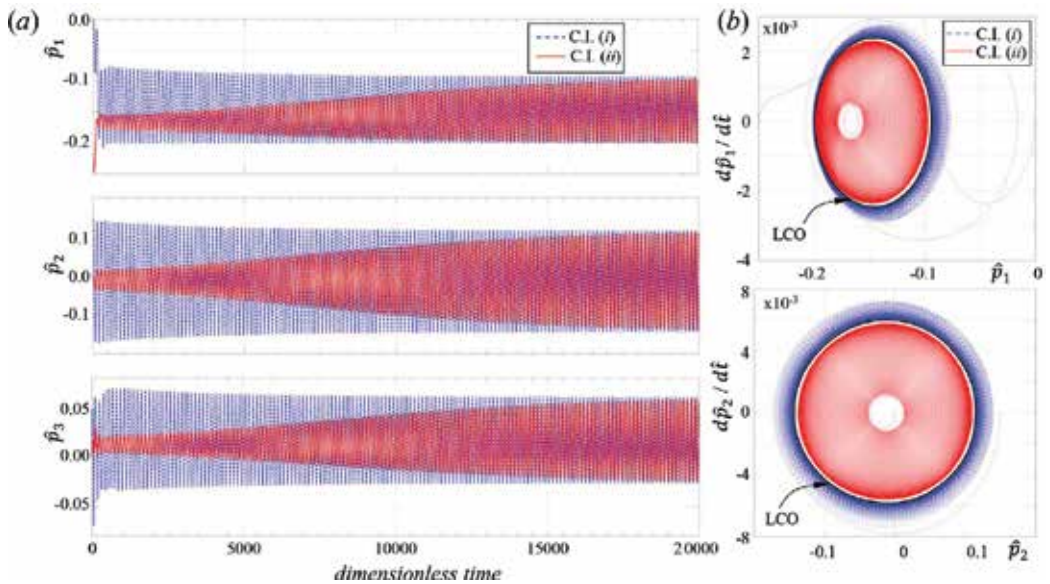 (a)
0.0
p̂₁
-0.1
-0.2
C.I. (i)
C.I. (ii)
0.1
p̂₂
0.0
-0.1
0.05
p̂₃
0.00
-0.05
0
5000
10000
15000
20000
dimensionless time
(b)
x10⁻³
C.I. (i)
C.I. (ii)
2
0
-2
-4
dp̂₁/dt̂
LCO
-0.2
-0.1
p̂₁
0
8
x10⁻³
4
0
-4
-8
dp̂₂/dt̂
LCO
-0.1
0
0.1
p̂₂